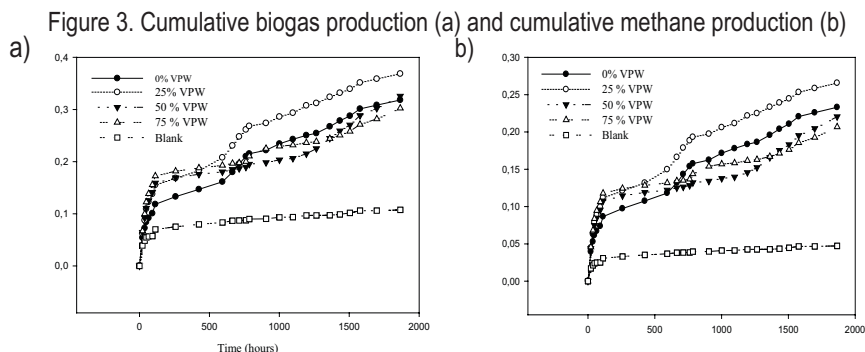 Figure 3. Cumulative biogas production (a) and cumulative methane production (b)
a)
0,4
0,3
0,2
0,1
0,0
0% VPW
25% VPW
50 % VPW
75 % VPW
Blank
0 500 1000 1500 2000
Time (hours)
b)
0,30
0,25
0,20
0,15
0,10
0,05
0,00
0% VPW
25 % VPW
50 % VPW
75 % VPW
Blank
0 500 1000 1500 2000